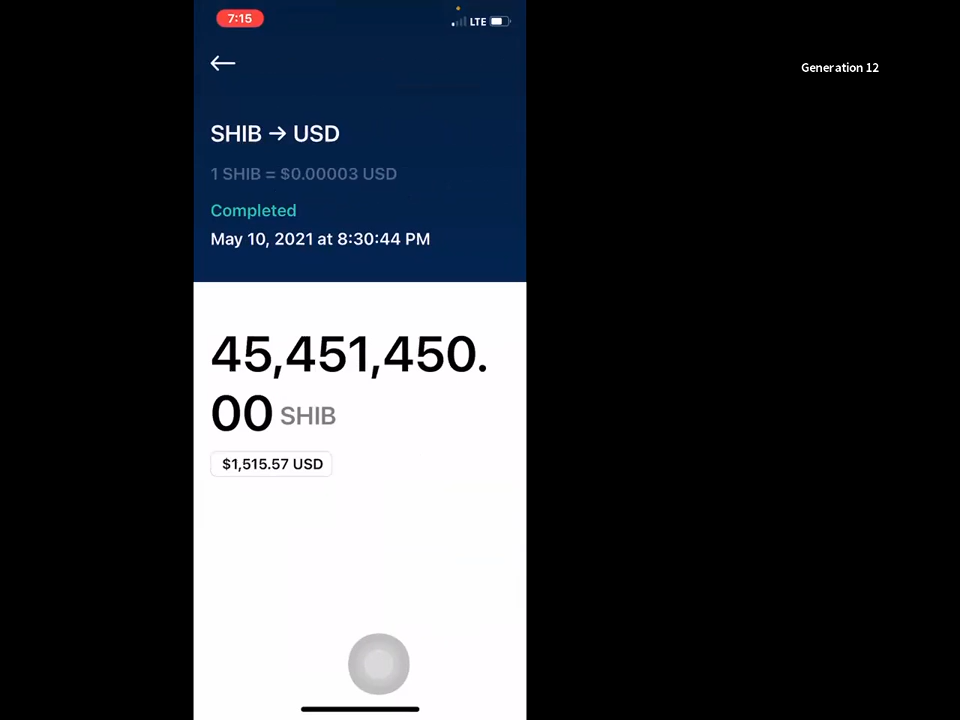 7:15
LTE
Generation 12
SHIB → USD
1 SHIB = $0.00003 USD
Completed
May 10, 2021 at 8:30:44 PM
45,451,450.
00 SHIB
$1,515.57 USD